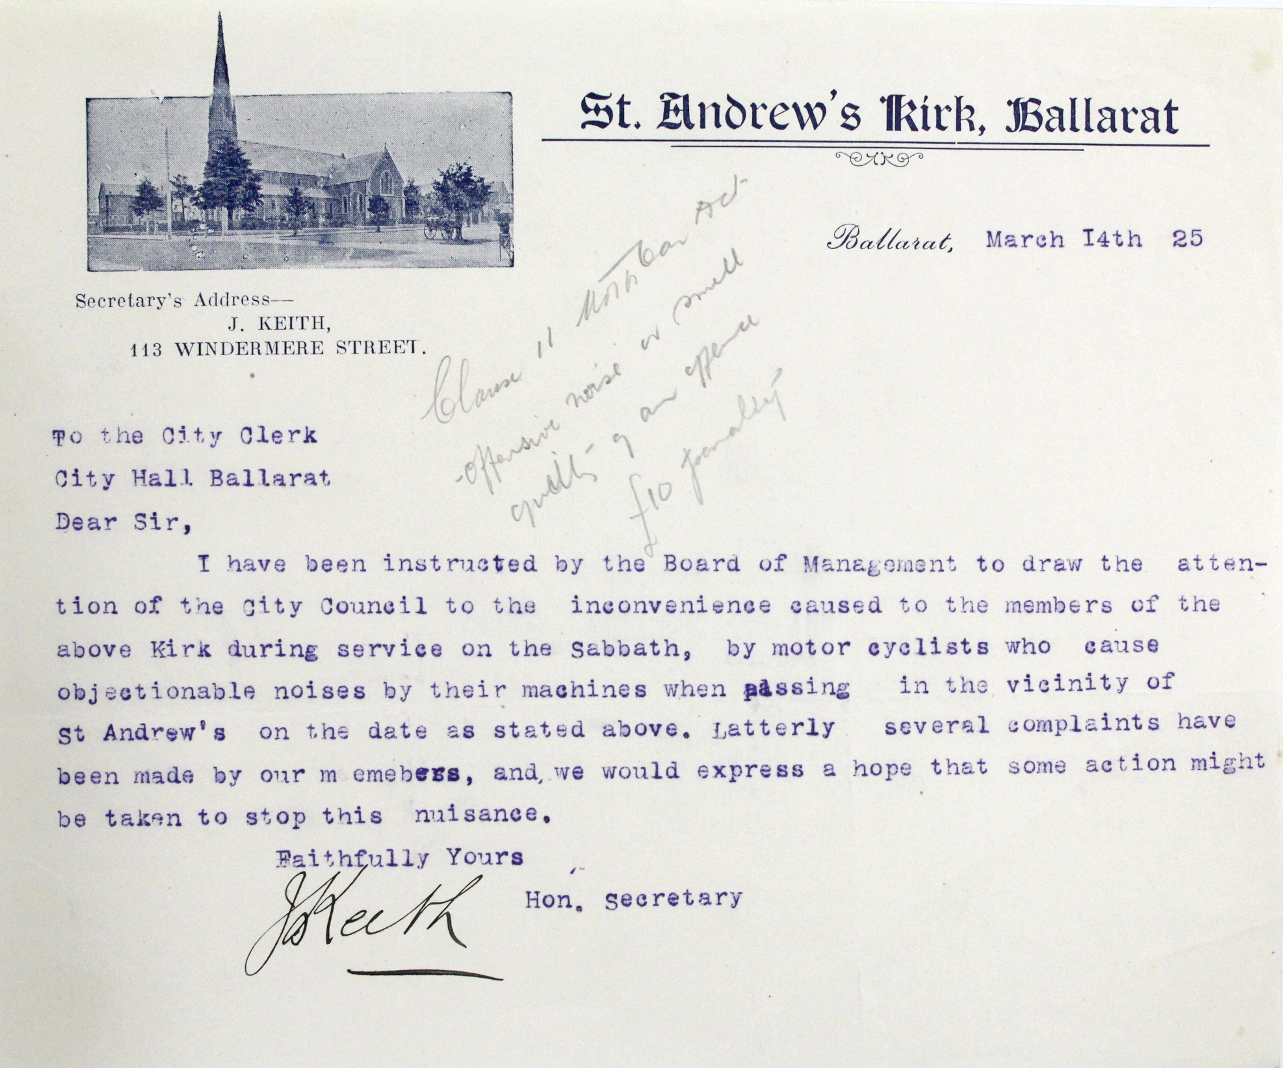 St. Andrew's Kirk, Ballarat
Ballarat, March I4th 25
Secretary's Address—
J. KEITH,
113 WINDERMERE STREET.
Clause 11 Motor Car Act
offensive noise or smell
guilty of an offence
£10 penalty
To the City Clerk
City Hall Ballarat
Dear Sir,
I have been instructed by the Board of Management to draw the atten-
tion of the City Council to the inconvenience caused to the members of the
above Kirk during service on the Sabbath, by motor cyclists who cause
objectionable noises by their machines when passing in the vicinity of
St Andrew's on the date as stated above. Latterly several complaints have
been made by our m emebers, and, we would express a hope that some action might
be taken to stop this nuisance.
Faithfully Yours
JKeith Hon. Secretary